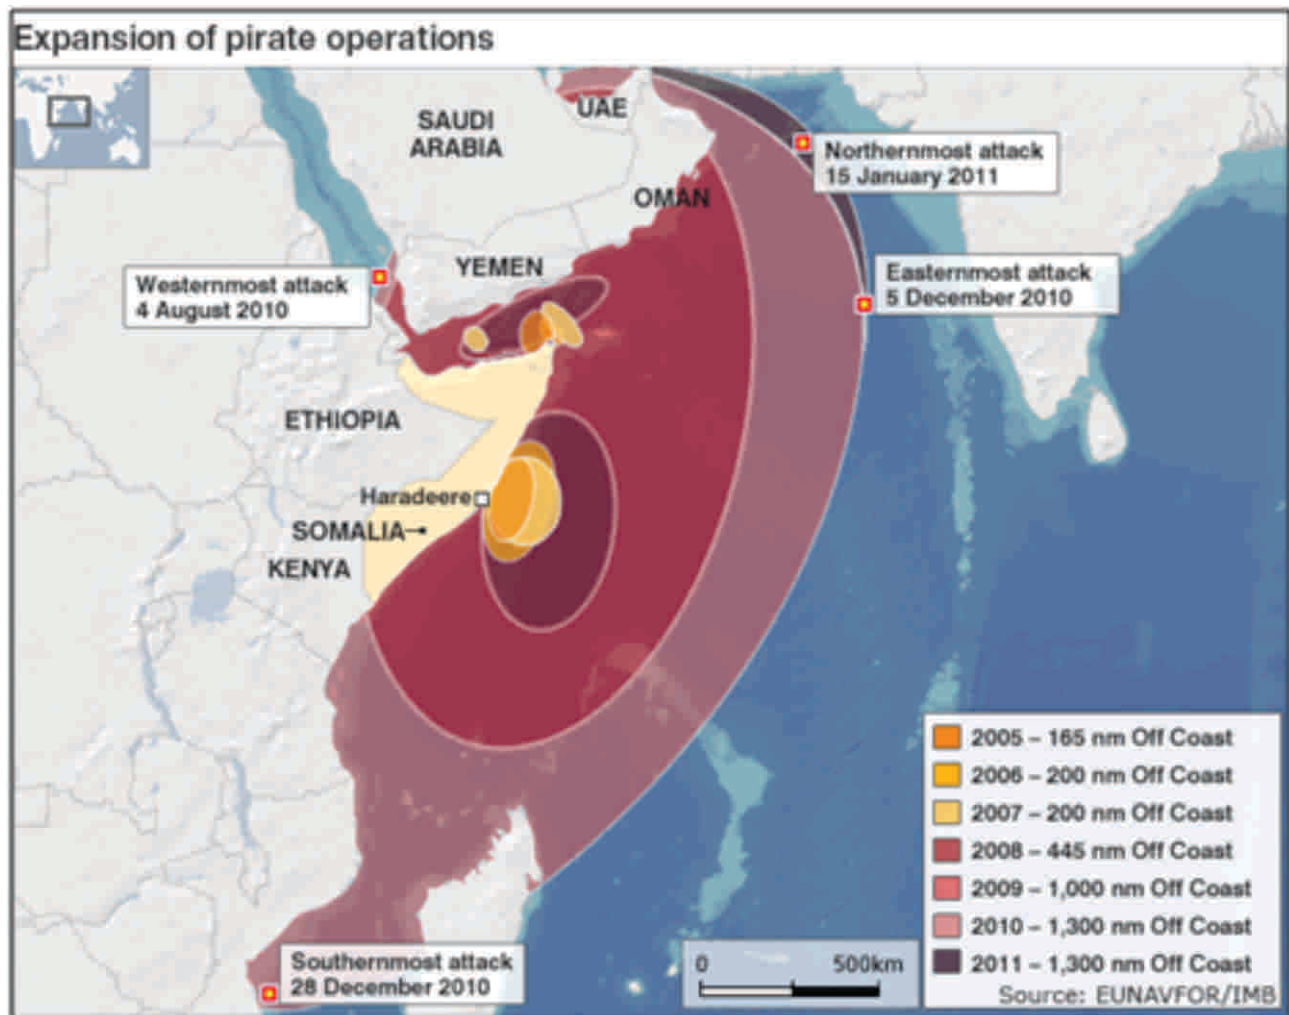 Expansion of pirate operations
SAUDI
ARABIA
UAE
OMAN
YEMEN
Northernmost attack
15 January 2011
Westernmost attack
4 August 2010
Easternmost attack
5 December 2010
ETHIOPIA
Haradeere
SOMALIA
KENYA
Southernmost attack
28 December 2010
0 500km
2005 – 165 nm Off Coast
2006 – 200 nm Off Coast
2007 – 200 nm Off Coast
2008 – 445 nm Off Coast
2009 – 1,000 nm Off Coast
2010 – 1,300 nm Off Coast
2011 – 1,300 nm Off Coast
Source: EUNAVFOR/IMB